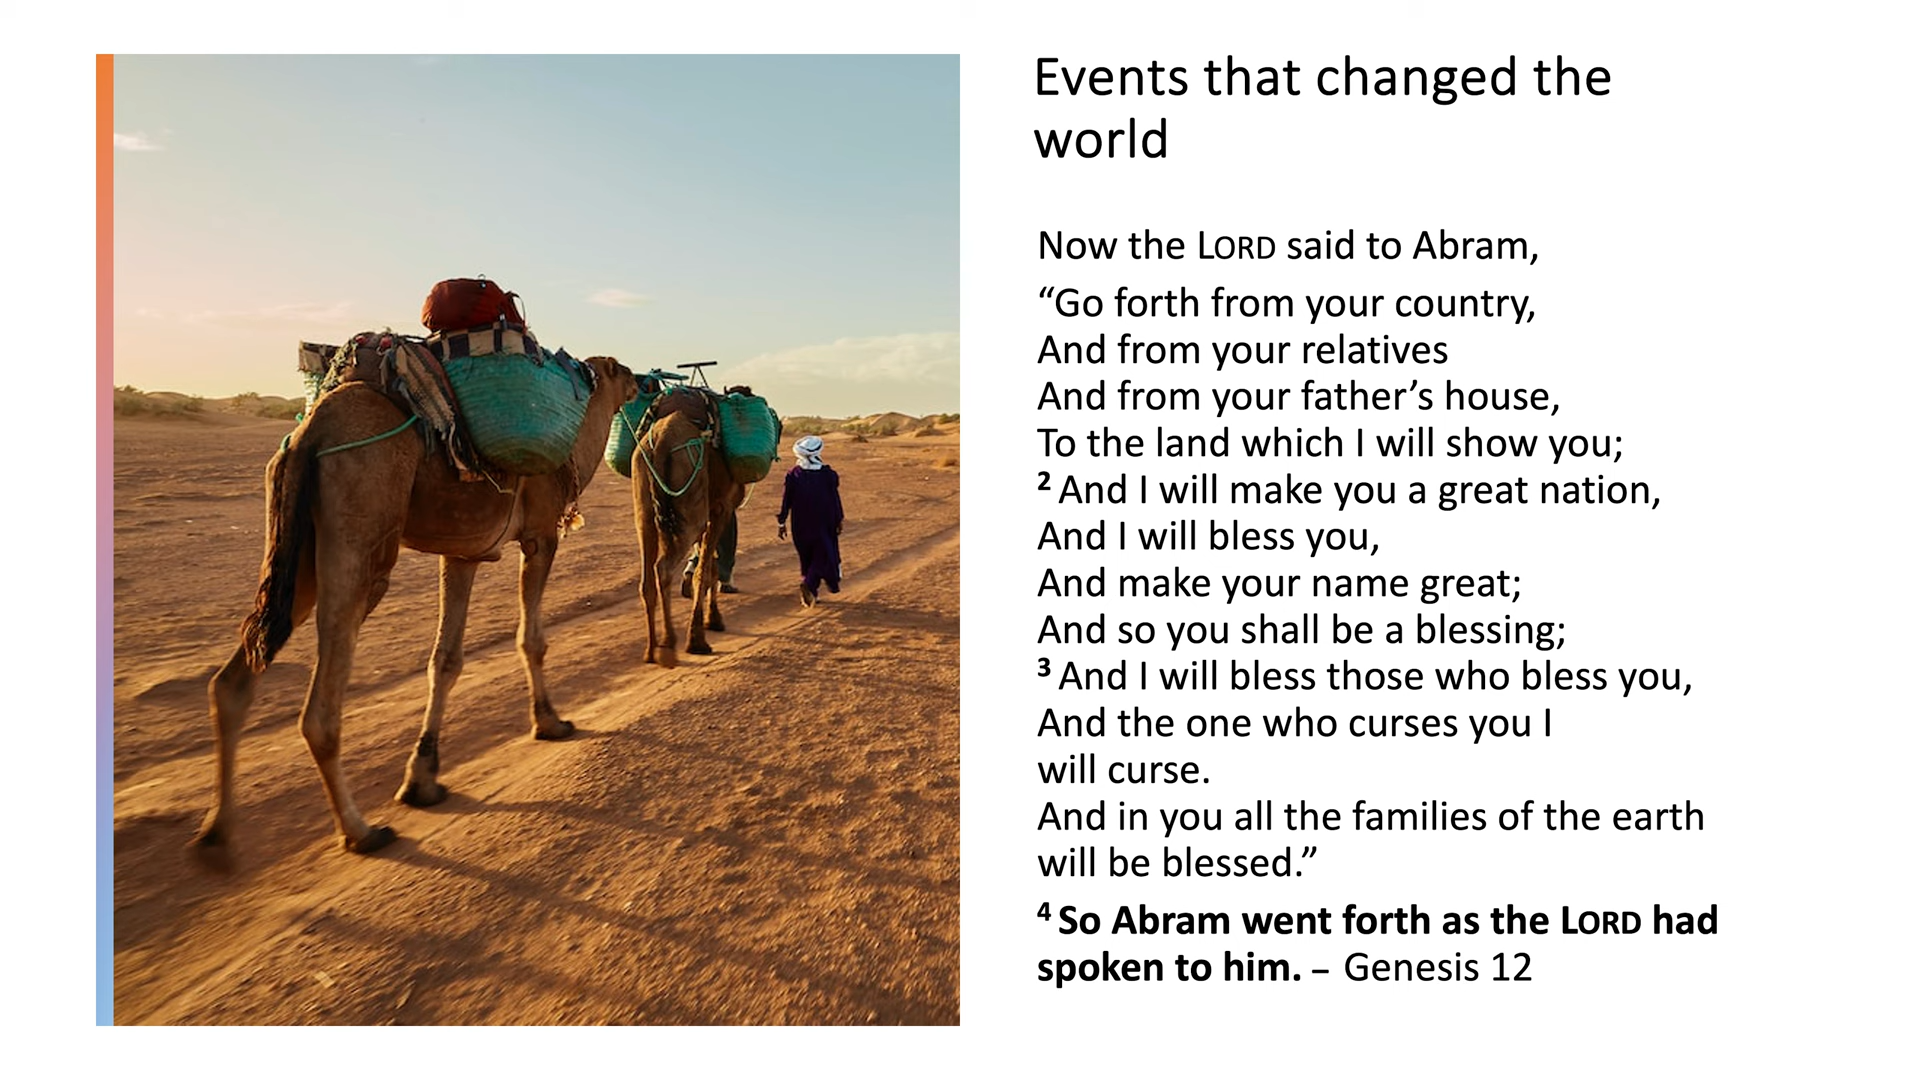 Events that changed the
world
Now the LORD said to Abram,
“Go forth from your country,
And from your relatives
And from your father’s house,
To the land which I will show you;
2 And I will make you a great nation,
And I will bless you,
And make your name great;
And so you shall be a blessing;
3 And I will bless those who bless you,
And the one who curses you I
will curse.
And in you all the families of the earth
will be blessed.”
4 So Abram went forth as the LORD had
spoken to him. – Genesis 12